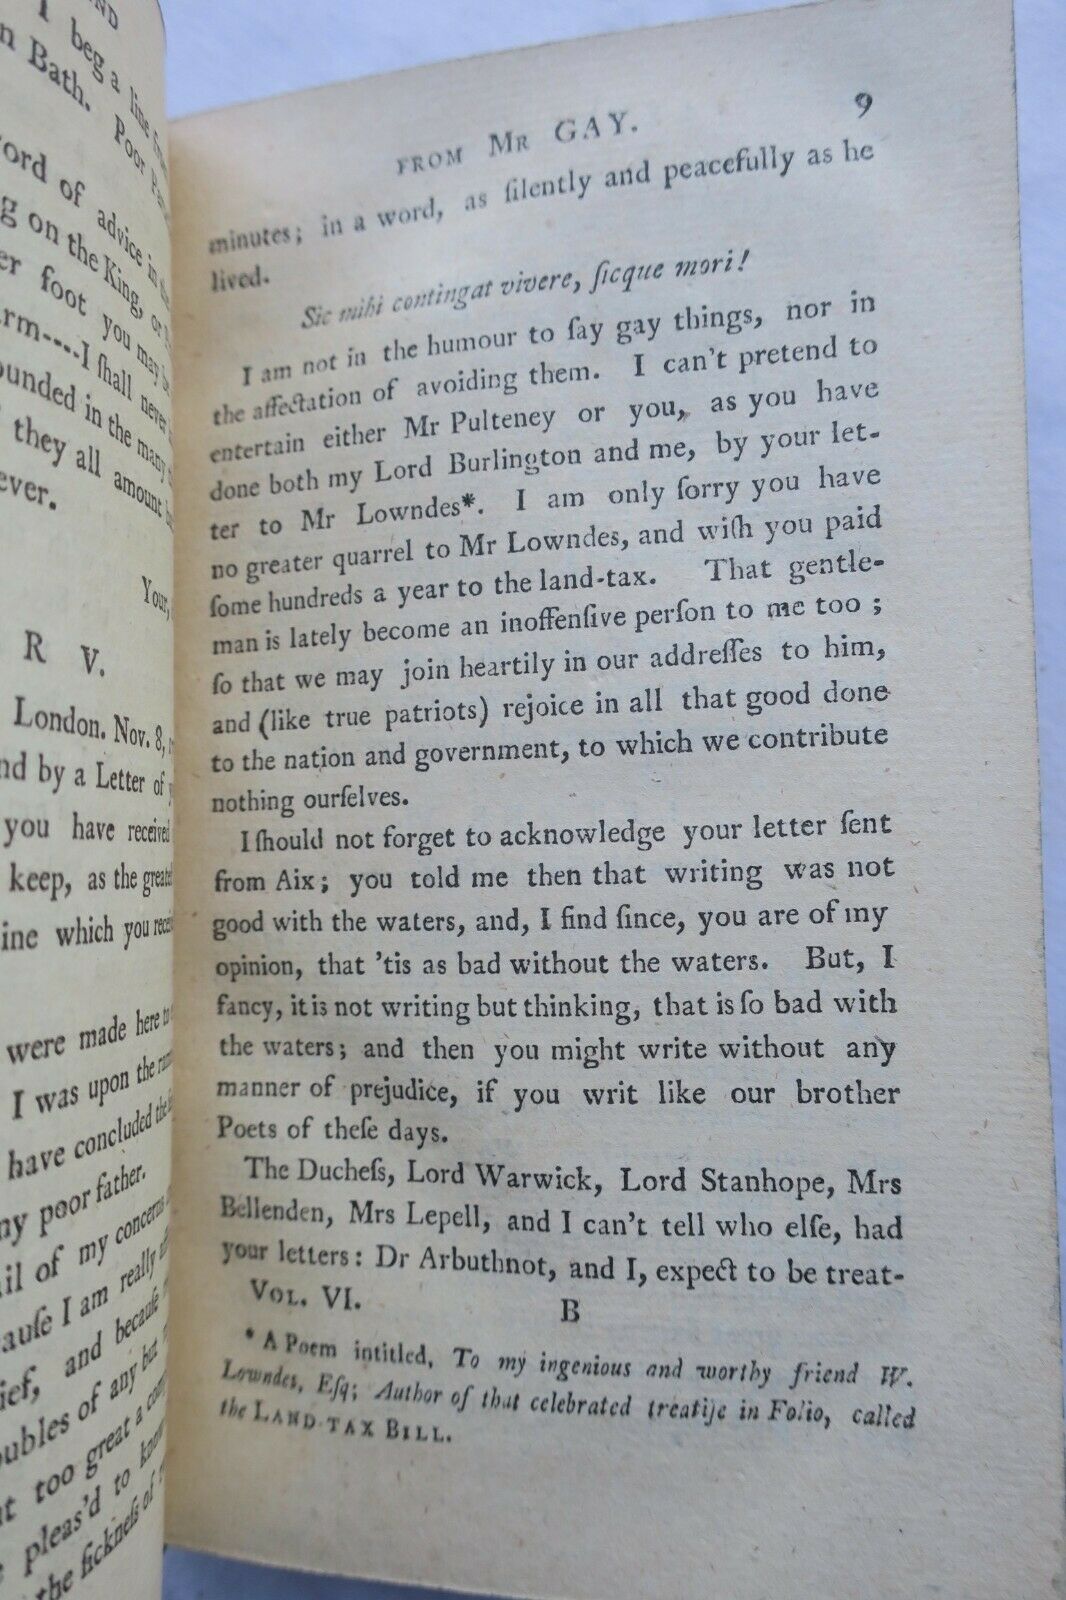 AND
I beg a line
n Bath. Poor
ord of advice in
g on the King, or
er foot you may be
rm----I ſhall never
ounded in the many
they all amount
ever.
Your,
R V.
London. Nov. 8,
nd by a Letter of
you have received
keep, as the
ine which you
were made here to
I was upon the
have concluded the
ny poor father.
il of my concerns
auſe I am really
ief, and becauſe
oubles of any but
t too great a
pleas'd to know
the ſickneſs of
FROM MR GAY. 9
minutes; in a word, as ſilently and peacefully as he
lived.
Sic mihi contingat vivere, ſicque mori!
I am not in the humour to ſay gay things, nor in
the affectation of avoiding them. I can't pretend to
entertain either Mr Pulteney or you, as you have
done both my Lord Burlington and me, by your let-
ter to Mr Lowndes*. I am only ſorry you have
no greater quarrel to Mr Lowndes, and wiſh you paid
ſome hundreds a year to the land-tax. That gentle-
man is lately become an inoffenſive perſon to me too;
ſo that we may join heartily in our addreſſes to him,
and (like true patriots) rejoice in all that good done
to the nation and government, to which we contribute
nothing ourſelves.
I ſhould not forget to acknowledge your letter ſent
from Aix; you told me then that writing was not
good with the waters, and, I find ſince, you are of my
opinion, that 'tis as bad without the waters. But, I
fancy, it is not writing but thinking, that is ſo bad with
the waters; and then you might write without any
manner of prejudice, if you writ like our brother
Poets of theſe days.
The Ducheſs, Lord Warwick, Lord Stanhope, Mrs
Bellenden, Mrs Lepell, and I can't tell who elſe, had
your letters: Dr Arbuthnot, and I, expect to be treat-
VOL. VI. B
* A Poem intitled, To my ingenious and worthy friend W.
Lowndes, Eſq; Author of that celebrated treatiſe in Folio, called
the LAND-TAX BILL.